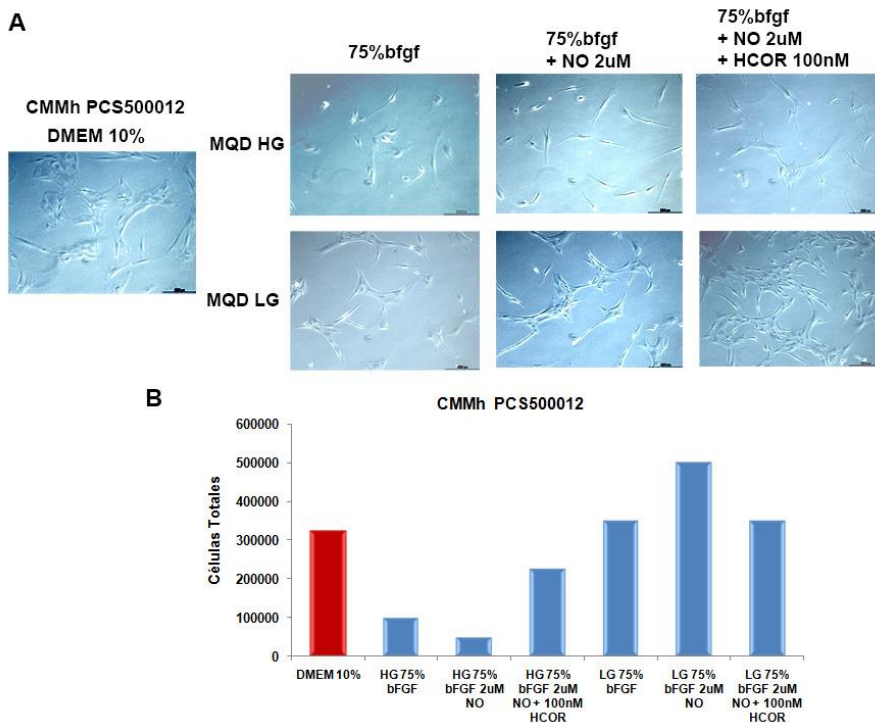 A
CMMh PCS500012
DMEM 10%
75%bfgf
75%bfgf
+ NO 2uM
75%bfgf
+ NO 2uM
+ HCOR 100nM
MQD HG
MQD LG
B
CMMh PCS500012
Células Totales
600000
500000
400000
300000
200000
100000
0
DMEM 10%
HG 75%
bFGF
HG 75%
bFGF 2uM
NO
HG 75%
bFGF 2uM
NO + 100nM
HCOR
LG 75%
bFGF
LG 75%
bFGF 2uM
NO
LG 75%
bFGF 2uM
NO + 100nM
HCOR